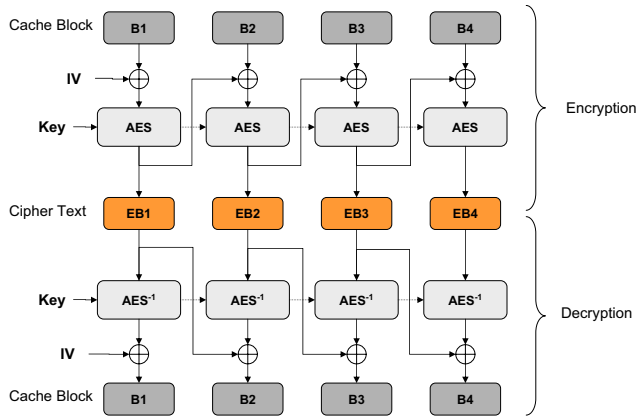 Cache Block B1 B2 B3 B4
IV
Key AES AES AES AES
Encryption
Cipher Text EB1 EB2 EB3 EB4
Key AES-1 AES-1 AES-1 AES-1
Decryption
IV
Cache Block B1 B2 B3 B4